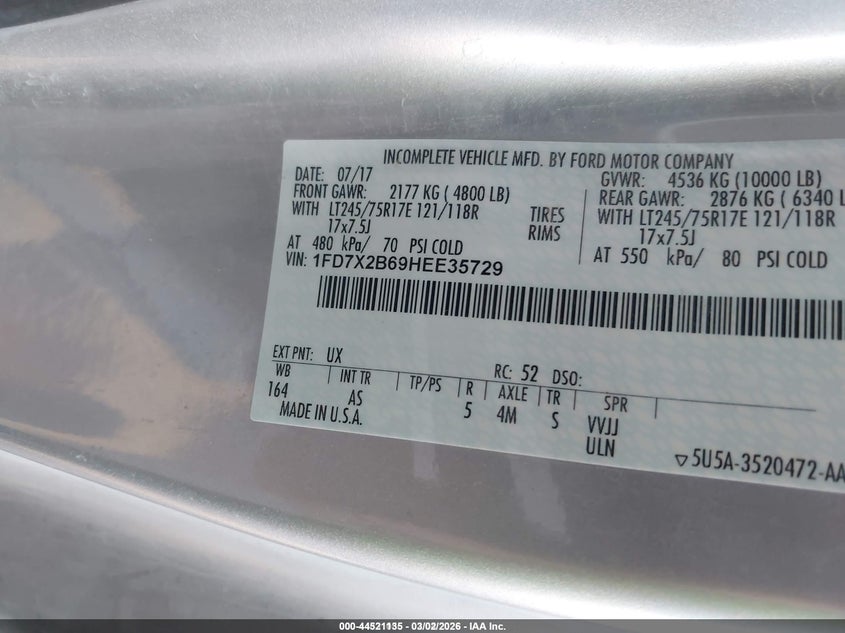 INCOMPLETE VEHICLE MFD. BY FORD MOTOR COMPANY
DATE: 07/17 GVWR: 4536 KG (10000 LB)
FRONT GAWR: 2177 KG ( 4800 LB) REAR GAWR: 2876 KG ( 6340 L
WITH LT245/75R17E 121/118R TIRES WITH LT245/75R17E 121/118R
17x7.5J RIMS 17x7.5J
AT 480 kPa/ 70 PSI COLD AT 550 kPa/ 80 PSI COLD
VIN: 1FD7X2B69HEE35729
EXT PNT: UX RC: 52 DSO:
WB INT TR TP/PS R AXLE TR SPR
164 AS 5 4M S VVJJ
MADE IN U.S.A. ULN
▽5U5A-3520472-AA
000-44521135 - 03/02/2026 - IAA Inc.